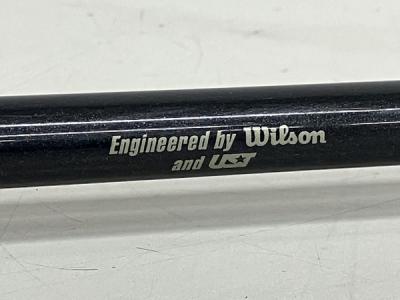 Engineered by Wilson
and UST